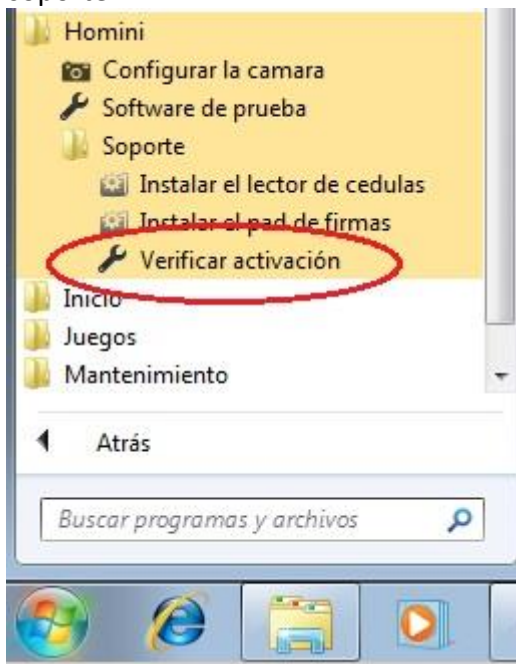 Homini
Configurar la camara
Software de prueba
Soporte
Instalar el lector de cedulas
Instalar el pad de firmas
Verificar activación
Inicio
Juegos
Mantenimiento
Atrás
Buscar programas y archivos